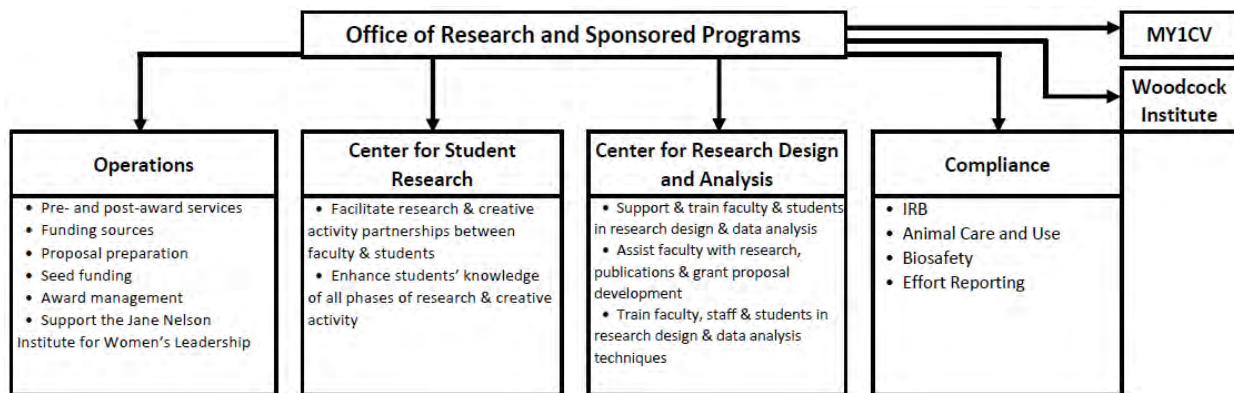 Office of Research and Sponsored Programs
MY1CV
Woodcock
Institute
Operations
• Pre- and post-award services
• Funding sources
• Proposal preparation
• Seed funding
• Award management
• Support the Jane Nelson
Institute for Women's Leadership
Center for Student
Research
• Facilitate research & creative
activity partnerships between
faculty & students
• Enhance students' knowledge
of all phases of research & creative
activity
Center for Research Design
and Analysis
• Support & train faculty & students
in research design & data analysis
• Assist faculty with research,
publications & grant proposal
development
• Train faculty, staff & students in
research design & data analysis
techniques
Compliance
• IRB
• Animal Care and Use
• Biosafety
• Effort Reporting